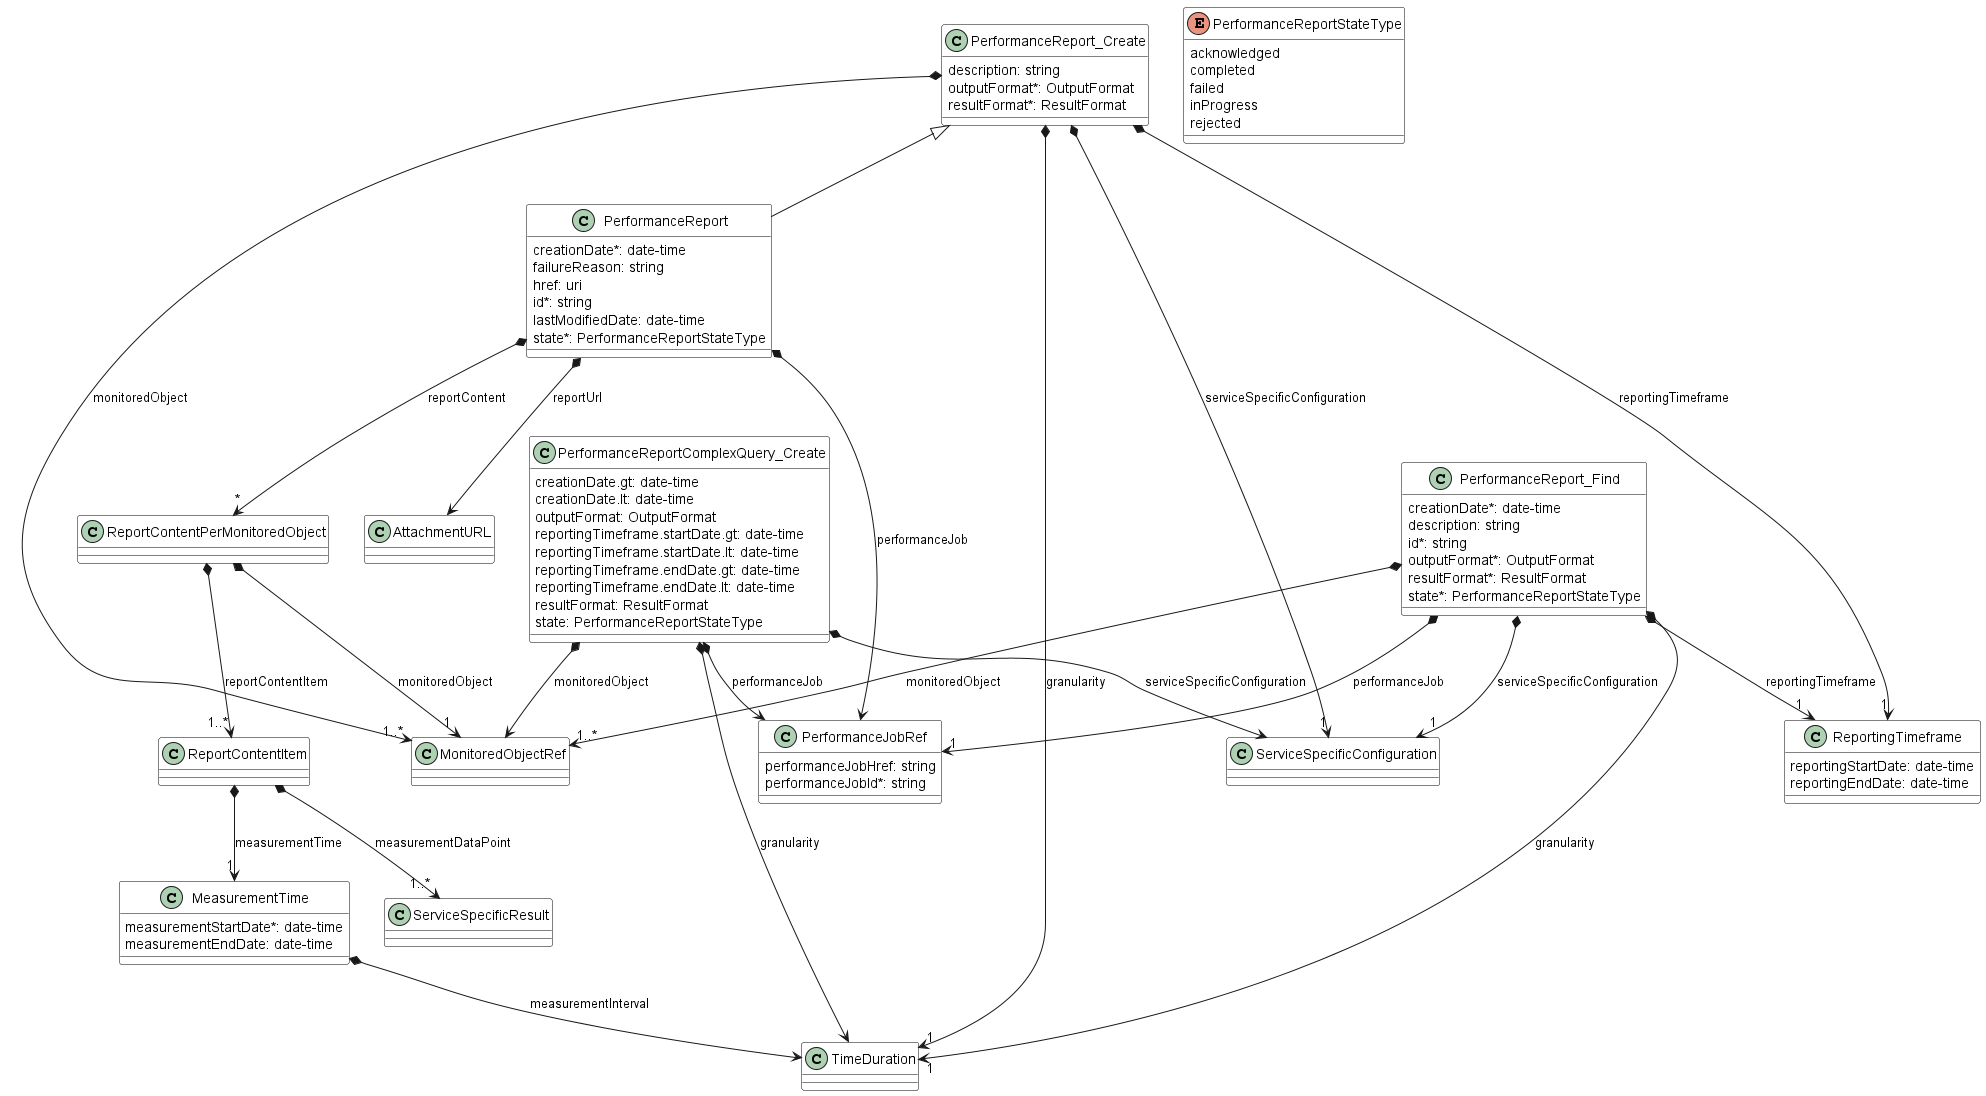 C PerformanceReport_Create
description: string
outputFormat*: OutputFormat
resultFormat*: ResultFormat
E PerformanceReportStateType
acknowledged
completed
failed
inProgress
rejected
C PerformanceReport
creationDate*: date-time
failureReason: string
href: uri
id*: string
lastModifiedDate: date-time
state*: PerformanceReportStateType
monitoredObject
reportContent
reportUrl
serviceSpecificConfiguration
reportingTimeframe
C PerformanceReportComplexQuery_Create
creationDate.gt: date-time
creationDate.lt: date-time
outputFormat: OutputFormat
reportingTimeframe.startDate.gt: date-time
reportingTimeframe.startDate.lt: date-time
reportingTimeframe.endDate.gt: date-time
reportingTimeframe.endDate.lt: date-time
resultFormat: ResultFormat
state: PerformanceReportStateType
C PerformanceReport_Find
creationDate*: date-time
description: string
id*: string
outputFormat*: OutputFormat
resultFormat*: ResultFormat
state*: PerformanceReportStateType
*
C ReportContentPerMonitoredObject
C AttachmentURL
performanceJob
reportContentItem
monitoredObject
monitoredObject
performanceJob
monitoredObject
granularity
serviceSpecificConfiguration
performanceJob
serviceSpecificConfiguration
reportingTimeframe
1..*
1..*
1
1..*
1
1
1
1
1
C ReportContentItem
C MonitoredObjectRef
C PerformanceJobRef
performanceJobHref: string
performanceJobId*: string
C ServiceSpecificConfiguration
C ReportingTimeframe
reportingStartDate: date-time
reportingEndDate: date-time
measurementTime
measurementDataPoint
granularity
granularity
1
1..*
C MeasurementTime
measurementStartDate*: date-time
measurementEndDate: date-time
C ServiceSpecificResult
measurementInterval
1
1
C TimeDuration